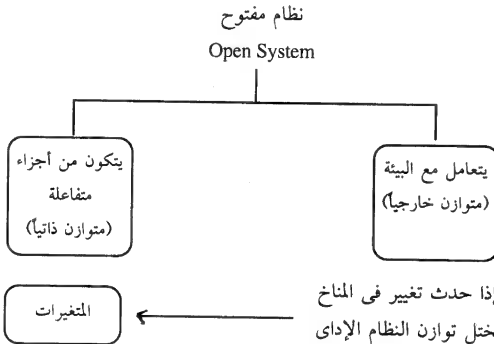 نظام مفتوح
Open System
يتعامل مع البيئة
(متوازن خارجياً)
يتكون من أجزاء
متفاعلة
(متوازن ذاتياً)
إذا حدث تغيير فى المناخ
يختل توازن النظام الإداى
المتغيرات